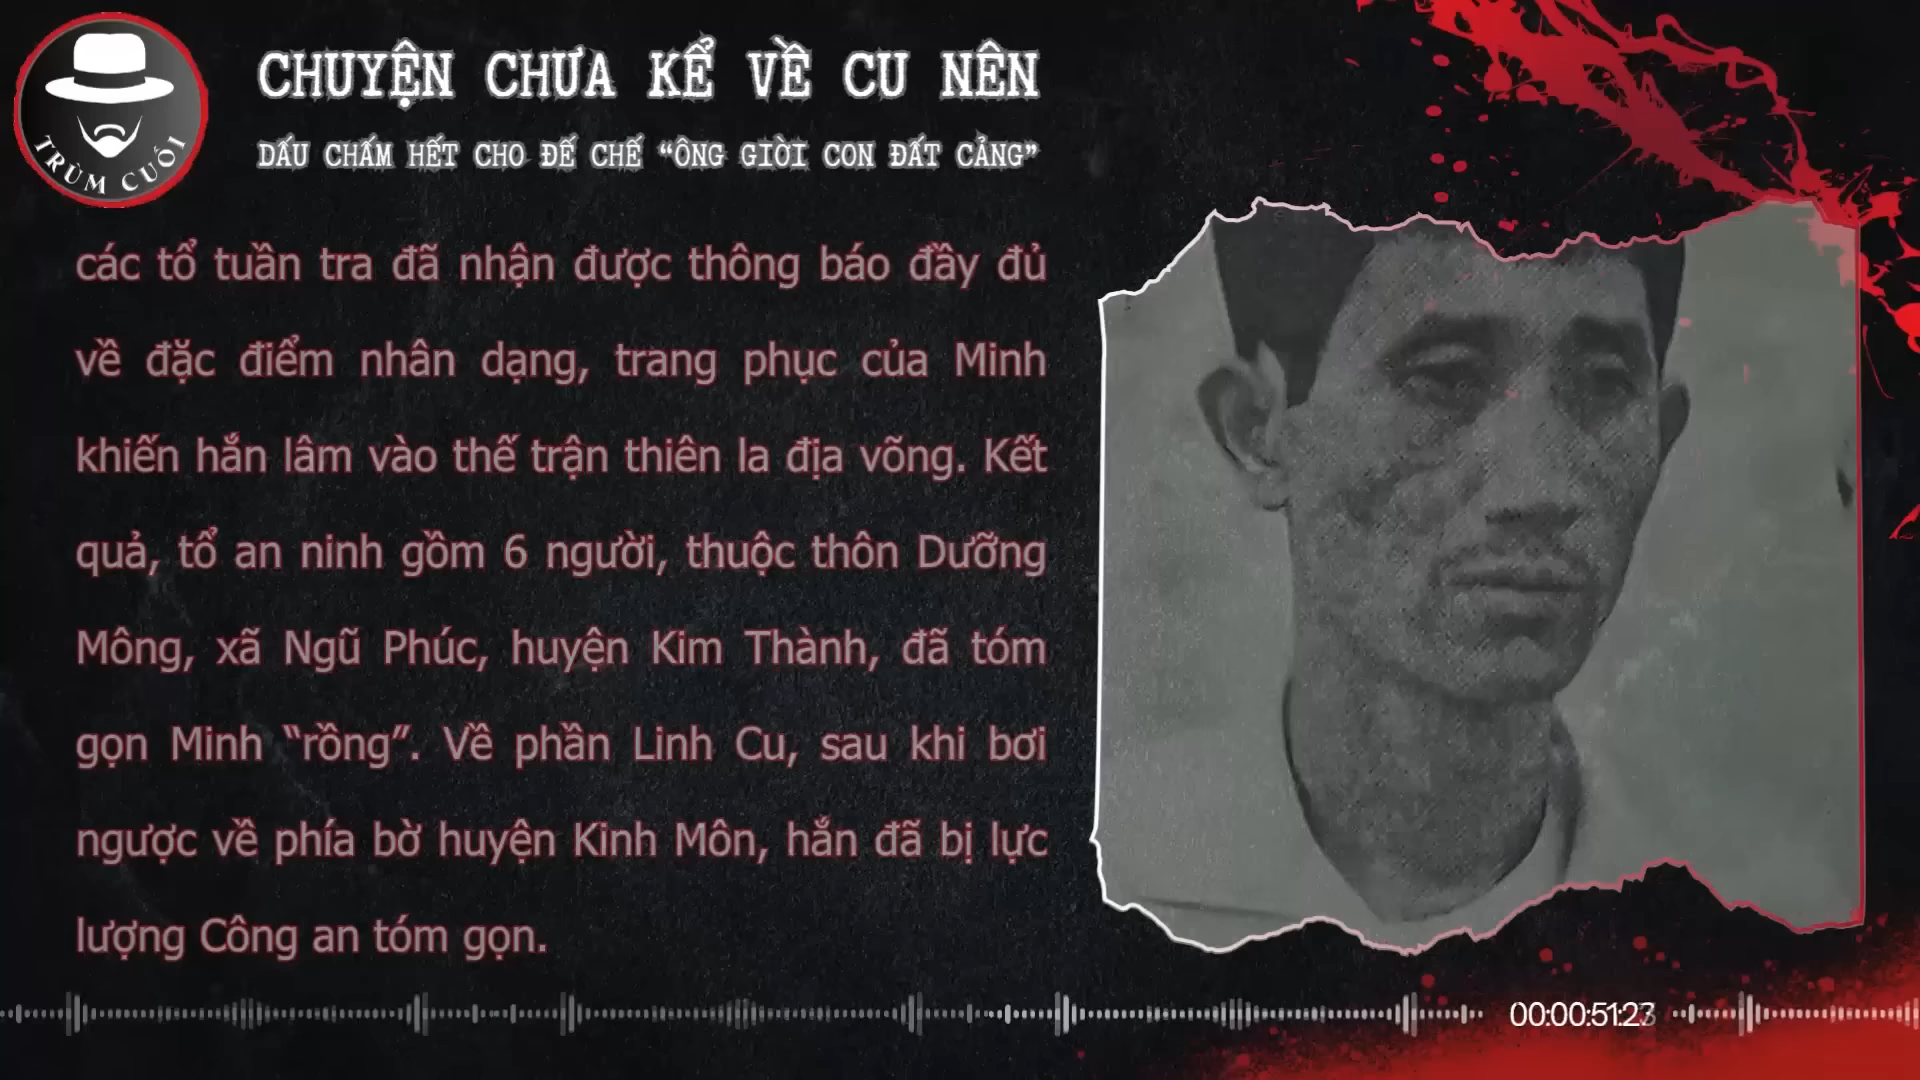 TRÙM CUỐI
CHUYỆN CHƯA KỂ VỀ CU NÊN
DẤU CHẤM HẾT CHO ĐẾ CHẾ “ÔNG GIỜI CON ĐẤT CẢNG”
các tổ tuần tra đã nhận được thông báo đầy đủ
về đặc điểm nhân dạng, trang phục của Minh
khiến hắn lâm vào thế trận thiên la địa võng. Kết
quả, tổ an ninh gồm 6 người, thuộc thôn Dưỡng
Mông, xã Ngũ Phúc, huyện Kim Thành, đã tóm
gọn Minh “rồng”. Về phần Linh Cu, sau khi bơi
ngược về phía bờ huyện Kinh Môn, hắn đã bị lực
lượng Công an tóm gọn.